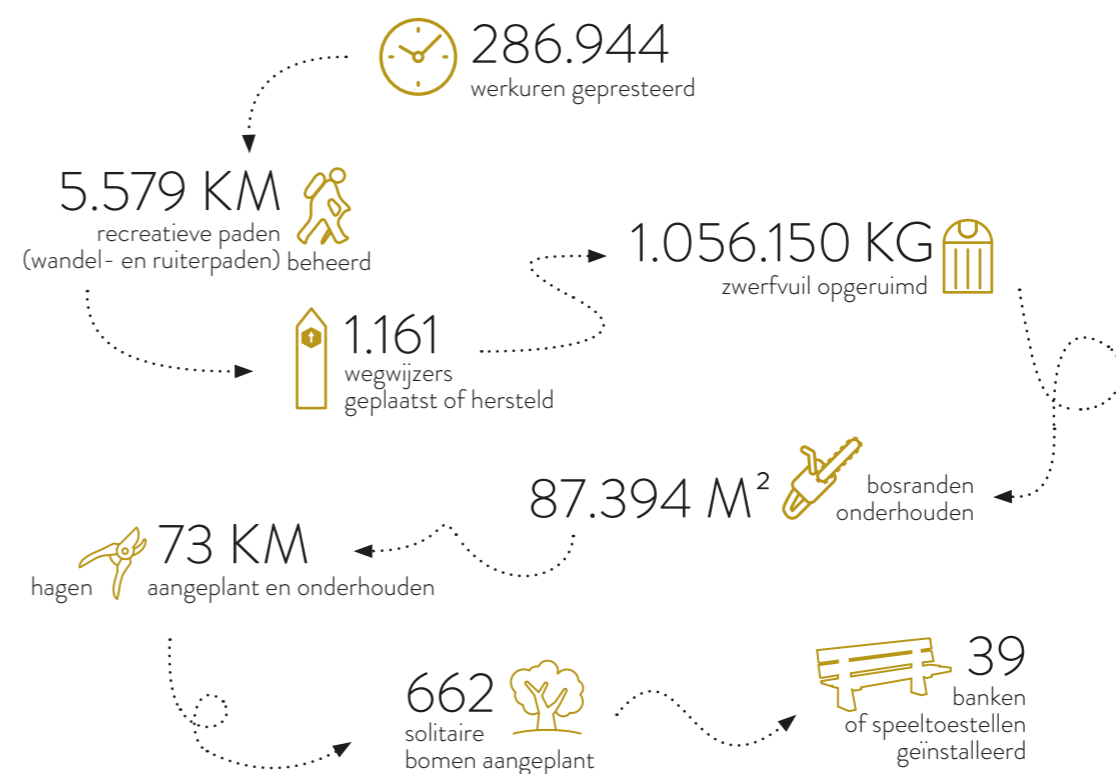 286.944
werkuren gepresteerd
5.579 KM
recreatieve paden
(wandel- en ruiterpaden) beheerd
1.161
wegwijzers
geplaatst of hersteld
1.056.150 KG
zwerfvuil opgeruimd
87.394 M²
bosranden
onderhouden
73 KM
hagen aangeplant en onderhouden
662
solitaire
bomen aangeplant
39
banken
of speeltoestellen
geïnstalleerd